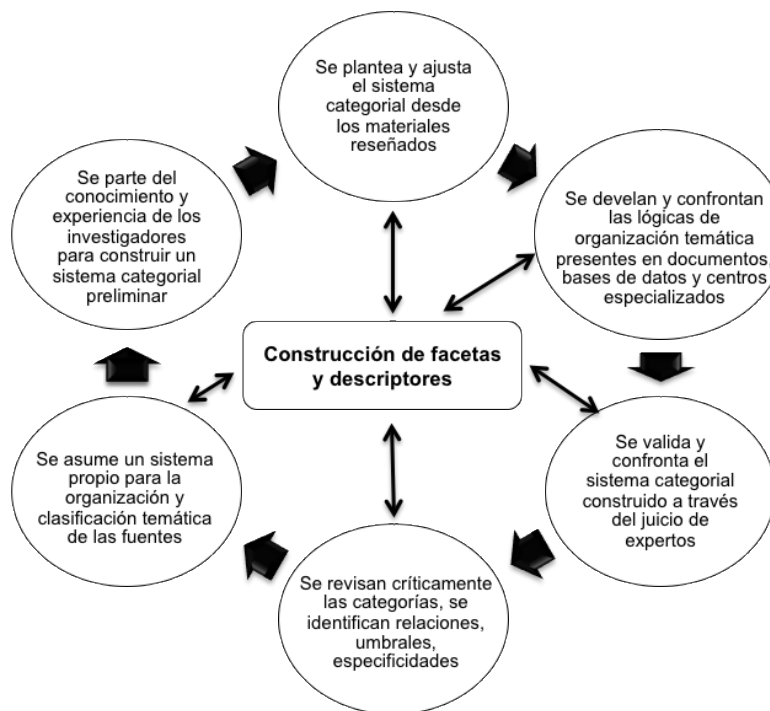 Se plantea y ajusta
el sistema
categorial desde
los materiales
reseñados
Se develan y confrontan
las lógicas de
organización temática
presentes en documentos,
bases de datos y centros
especializados
Se valida y
confronta el
sistema categorial
construido a través
del juicio de
expertos
Se revisan críticamente
las categorías, se
identifican relaciones,
umbrales,
especificidades
Se asume un sistema
propio para la
organización y
clasificación temática
de las fuentes
Se parte del
conocimiento y
experiencia de los
investigadores
para construir un
sistema categorial
preliminar
Construcción de facetas
y descriptores